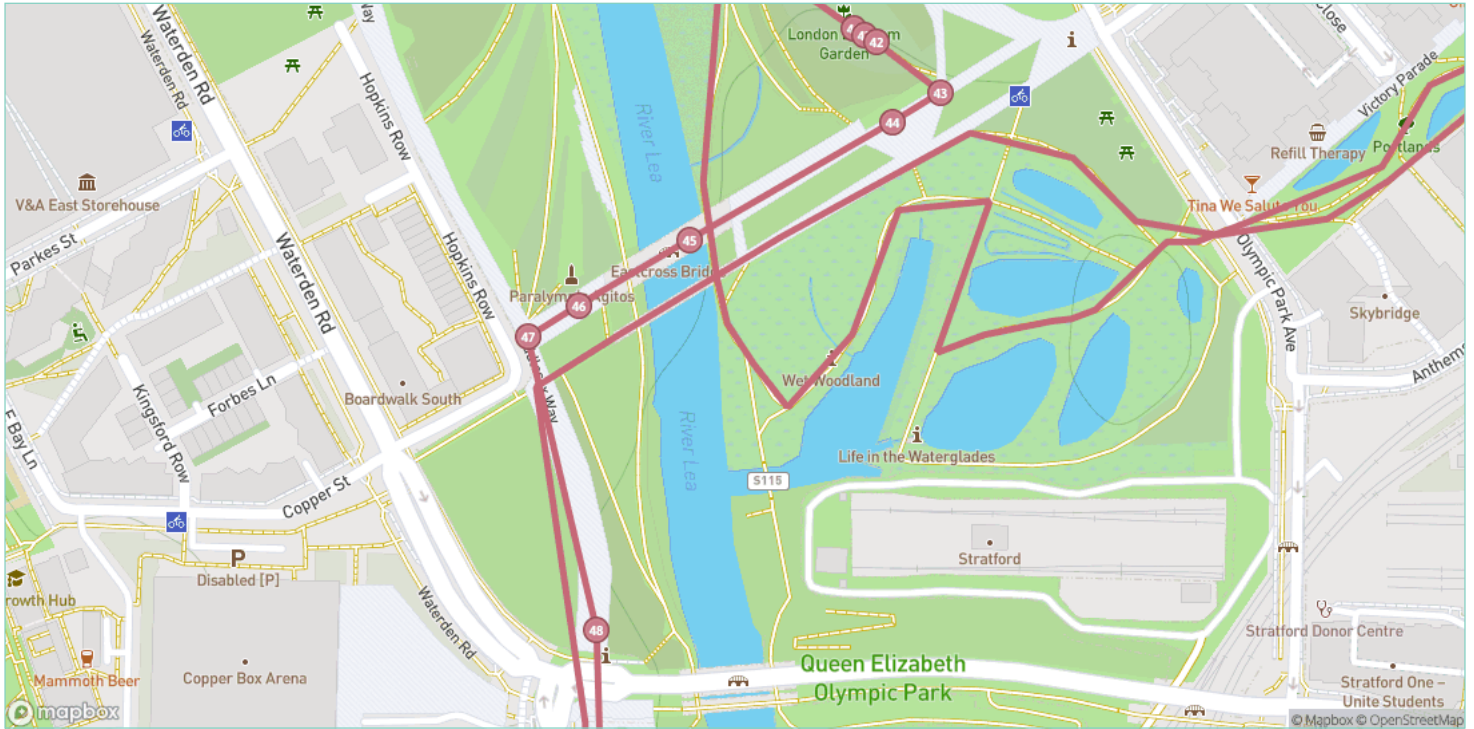 Waterden Rd
Waterden Rd
Hopkins Row
London
Garden
42
43
44
Close
Victory Parade
Refill Therapy
Portlands
River Lea
V&A East Storehouse
Tina We Salute You
Parkes St
Waterden Rd
Hopkins Row
45
Eastcross Bridge
46
47
Olympic Park Ave
Skybridge
Boardwalk South
Forbes Ln
Kingsford Row
Wet Woodland
Bay Ln
River Lea
Life in the Waterglades
S115
Copper St
P
Disabled [P]
Stratford
Waterden Rd
48
Stratford Donor Centre
Mammoth Beer
Copper Box Arena
Queen Elizabeth
Olympic Park
Stratford One –
Unite Students
mapbox
© Mapbox © OpenStreetMap